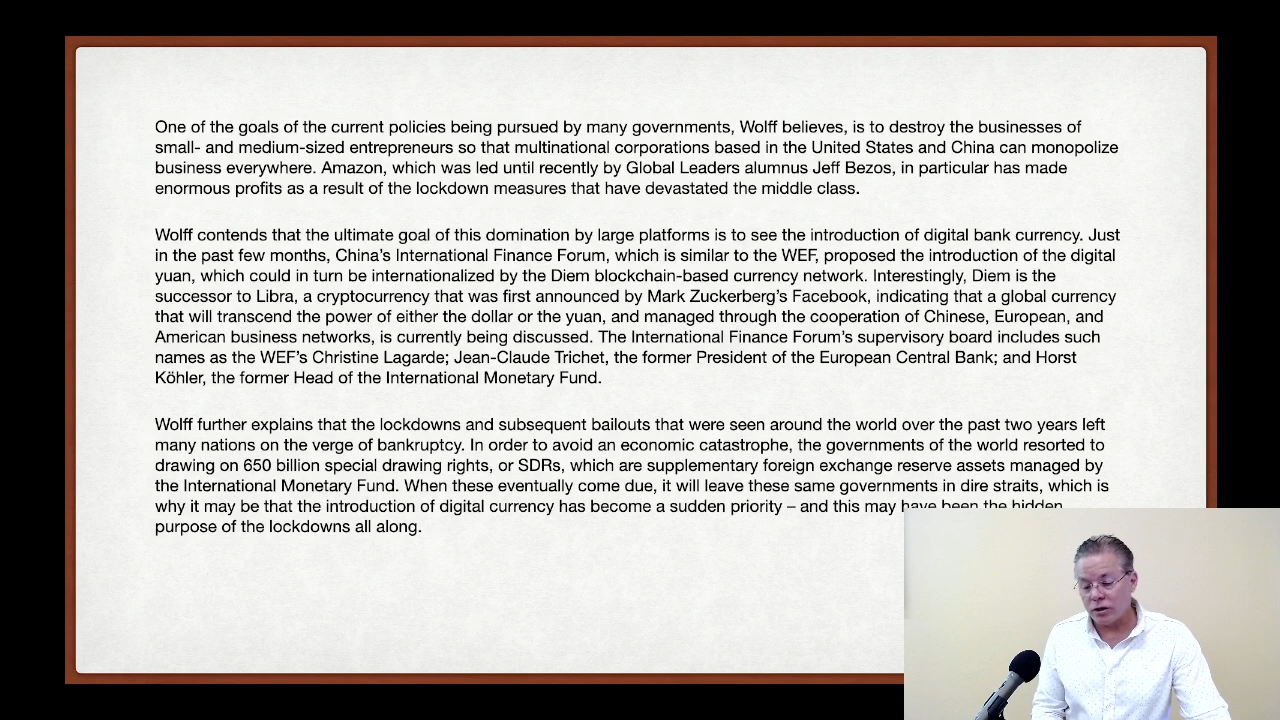 One of the goals of the current policies being pursued by many governments, Wolff believes, is to destroy the businesses of
small- and medium-sized entrepreneurs so that multinational corporations based in the United States and China can monopolize
business everywhere. Amazon, which was led until recently by Global Leaders alumnus Jeff Bezos, in particular has made
enormous profits as a result of the lockdown measures that have devastated the middle class.
Wolff contends that the ultimate goal of this domination by large platforms is to see the introduction of digital bank currency. Just
in the past few months, China’s International Finance Forum, which is similar to the WEF, proposed the introduction of the digital
yuan, which could in turn be internationalized by the Diem blockchain-based currency network. Interestingly, Diem is the
successor to Libra, a cryptocurrency that was first announced by Mark Zuckerberg’s Facebook, indicating that a global currency
that will transcend the power of either the dollar or the yuan, and managed through the cooperation of Chinese, European, and
American business networks, is currently being discussed. The International Finance Forum’s supervisory board includes such
names as the WEF’s Christine Lagarde; Jean-Claude Trichet, the former President of the European Central Bank; and Horst
Köhler, the former Head of the International Monetary Fund.
Wolff further explains that the lockdowns and subsequent bailouts that were seen around the world over the past two years left
many nations on the verge of bankruptcy. In order to avoid an economic catastrophe, the governments of the world resorted to
drawing on 650 billion special drawing rights, or SDRs, which are supplementary foreign exchange reserve assets managed by
the International Monetary Fund. When these eventually come due, it will leave these same governments in dire straits, which is
why it may be that the introduction of digital currency has become a sudden priority – and this may have been the hidden
purpose of the lockdowns all along.